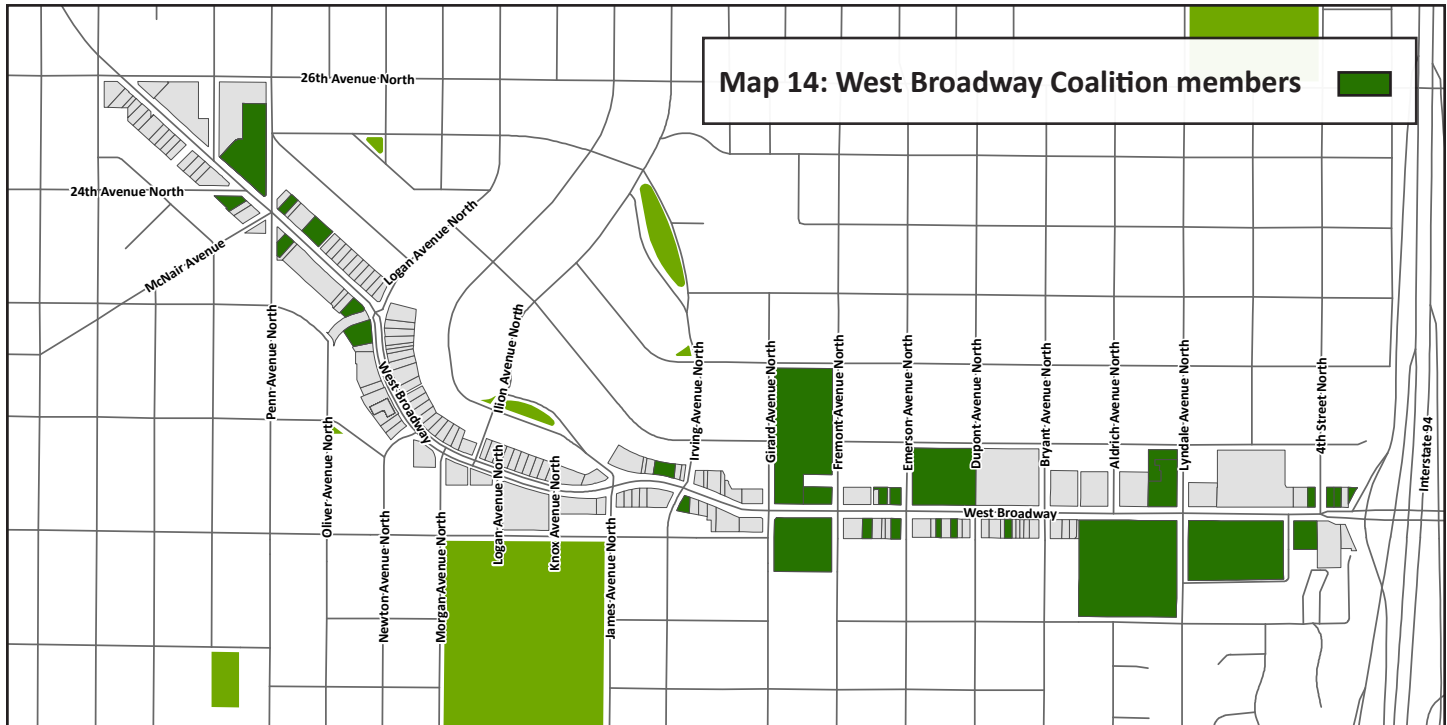 26th Avenue North
Map 14: West Broadway Coalition members
24th Avenue North
McNair Avenue
Logan Avenue North
Penn Avenue North
West Broadway
Ilion Avenue North
Oliver Avenue North
Newton Avenue North
Morgan Avenue North
Logan Avenue North
Knox Avenue North
James Avenue North
Irving Avenue North
Girard Avenue North
Fremont Avenue North
Emerson Avenue North
Dupont Avenue North
Bryant Avenue North
Aldrich Avenue North
Lyndale Avenue North
4th Street North
Interstate 94
West Broadway